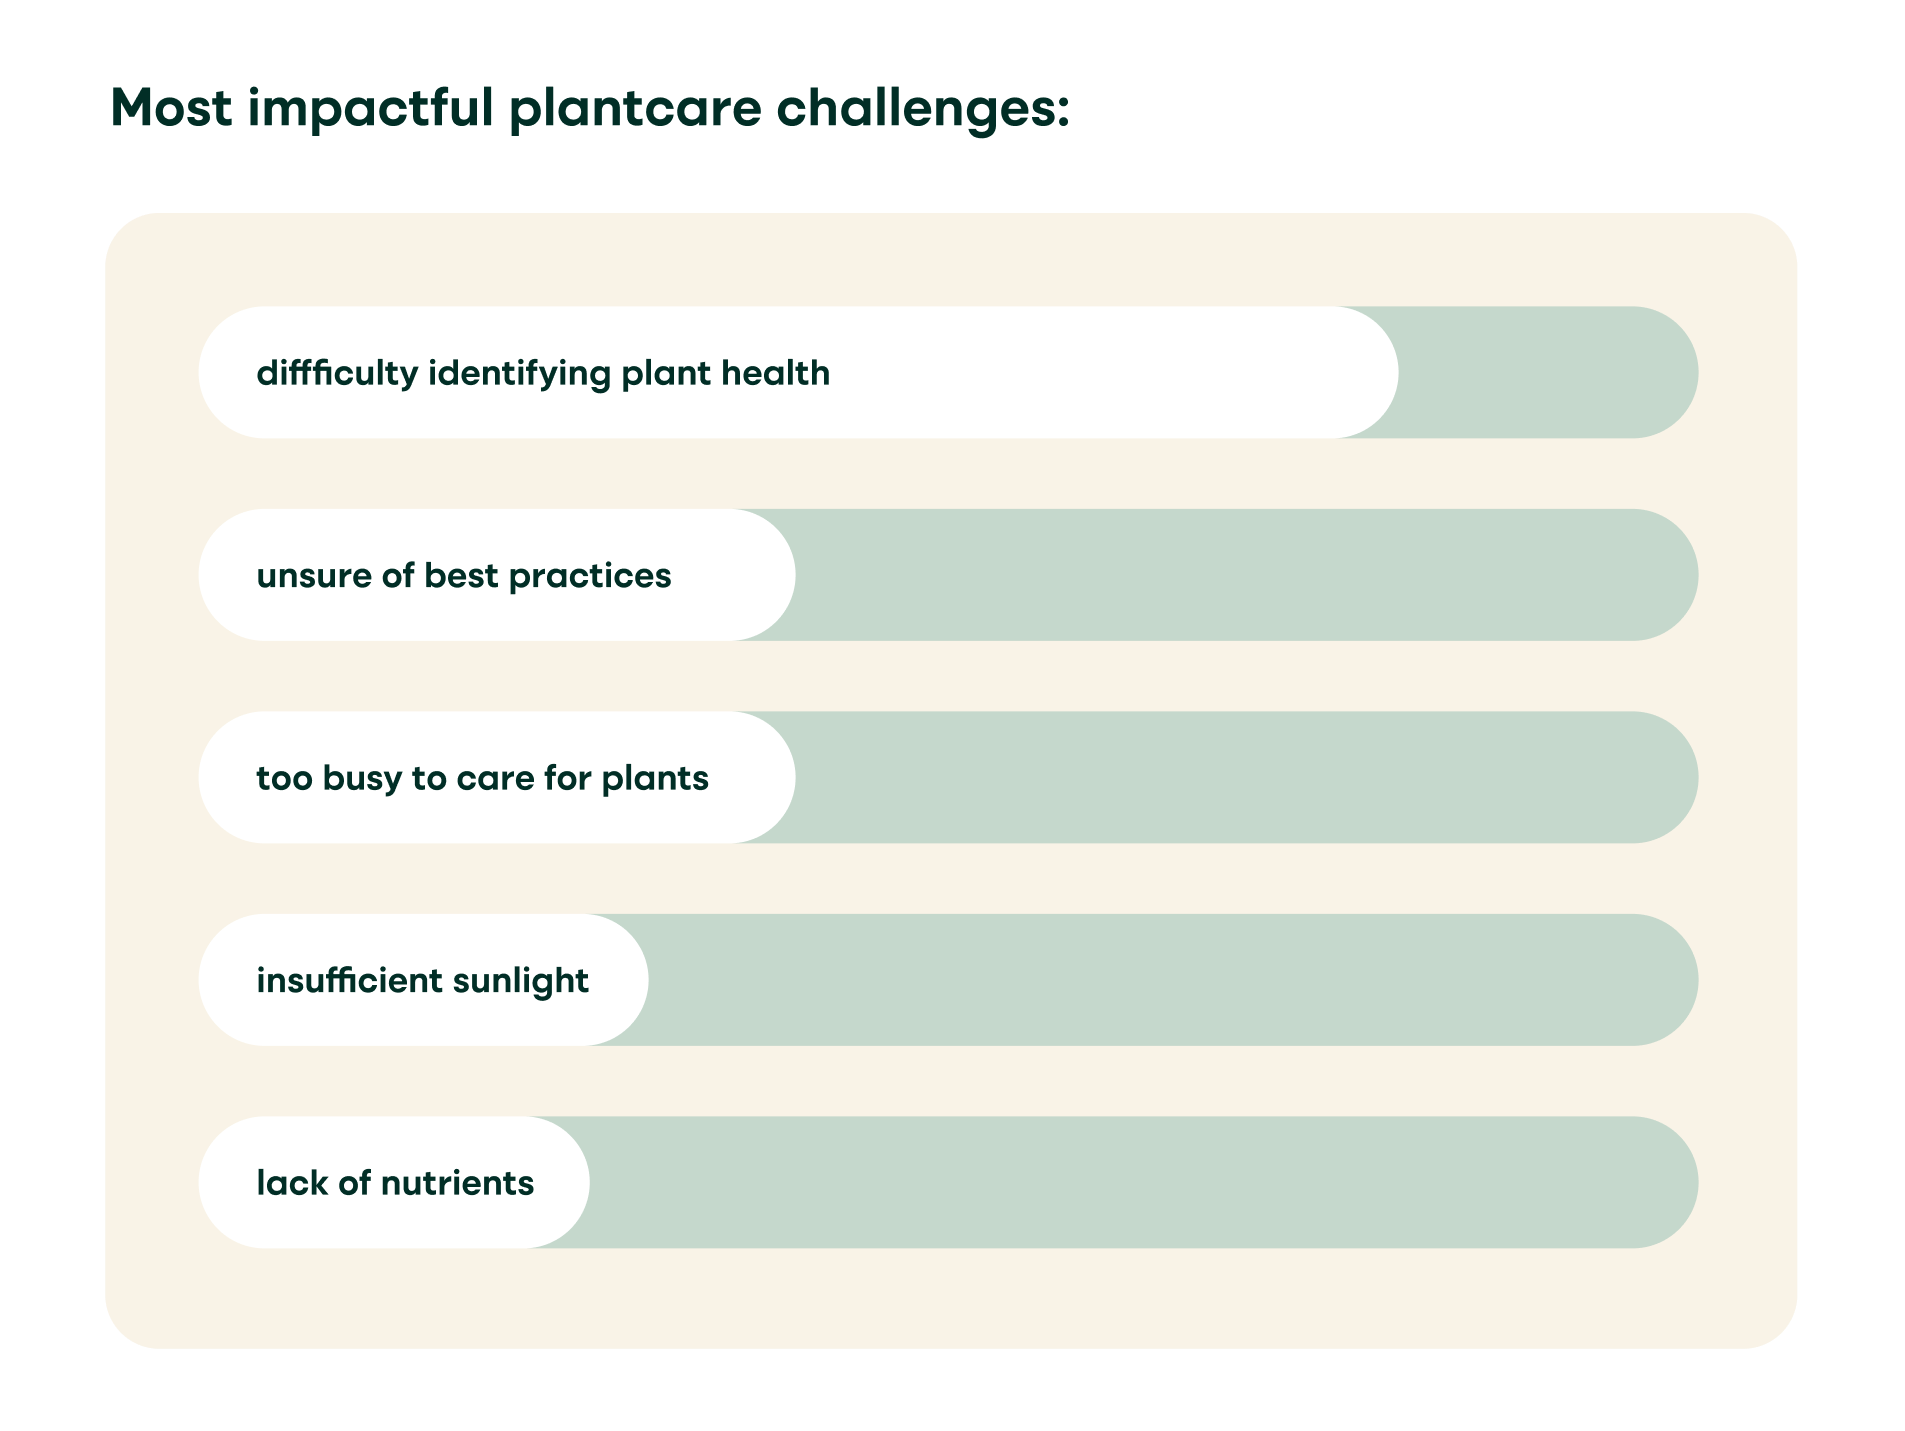 Most impactful plantcare challenges:
diffficulty identifying plant health
unsure of best practices
too busy to care for plants
insufficient sunlight
lack of nutrients